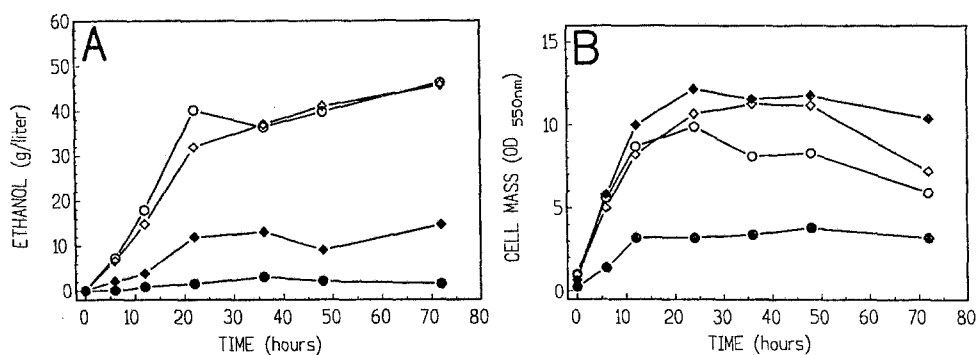 A
ETHANOL (g/liter)
60
50
40
30
20
10
0
0 10 20 30 40 50 60 70 80
TIME (hours)
B
CELL MASS (OD 550nm)
15
10
5
0
0 10 20 30 40 50 60 70 80
TIME (hours)